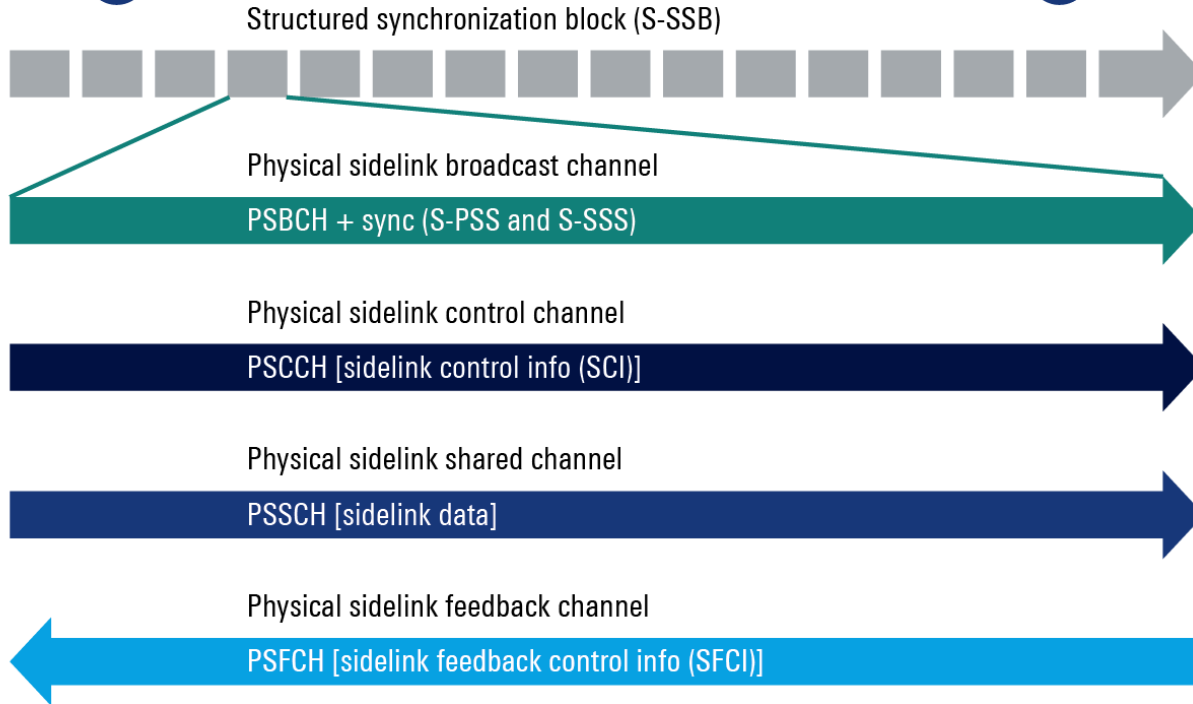 Structured synchronization block (S-SSB)
Physical sidelink broadcast channel
PSBCH + sync (S-PSS and S-SSS)
Physical sidelink control channel
PSCCH [sidelink control info (SCI)]
Physical sidelink shared channel
PSSCH [sidelink data]
Physical sidelink feedback channel
PSFCH [sidelink feedback control info (SFCI)]